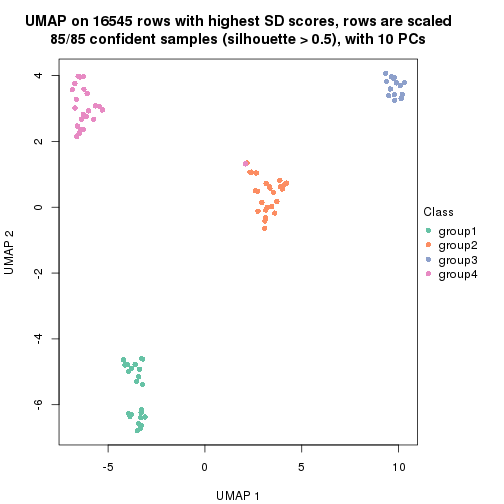 UMAP on 16545 rows with highest SD scores, rows are scaled
85/85 confident samples (silhouette > 0.5), with 10 PCs
4
2
0
-2
-4
-6
UMAP 2
-5
0
5
10
UMAP 1
Class
group1
group2
group3
group4